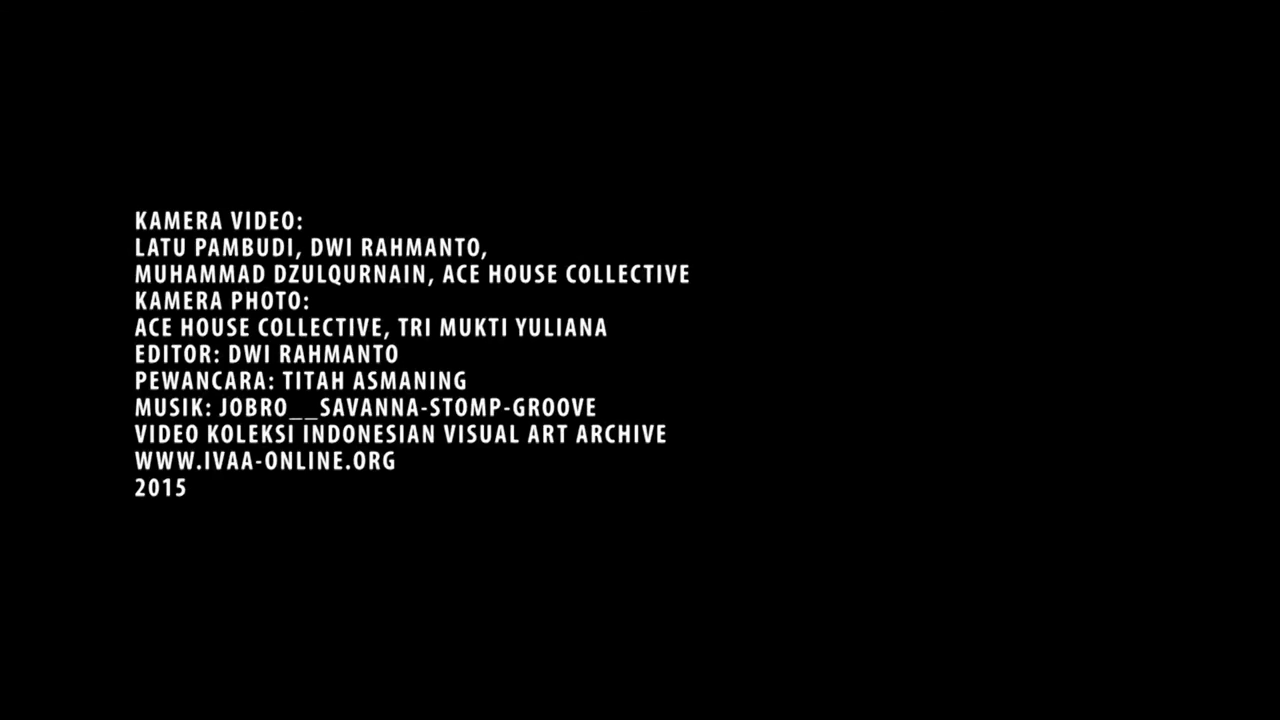 KAMERA VIDEO:
LATU PAMBUDI, DWI RAHMANTO,
MUHAMMAD DZULQURNAIN, ACE HOUSE COLLECTIVE
KAMERA PHOTO:
ACE HOUSE COLLECTIVE, TRI MUKTI YULIANA
EDITOR: DWI RAHMANTO
PEWANCARA: TITAH ASMANING
MUSIK: JOBRO__SAVANNA-STOMP-GROOVE
VIDEO KOLEKSI INDONESIAN VISUAL ART ARCHIVE
WWW.IVAA-ONLINE.ORG
2015